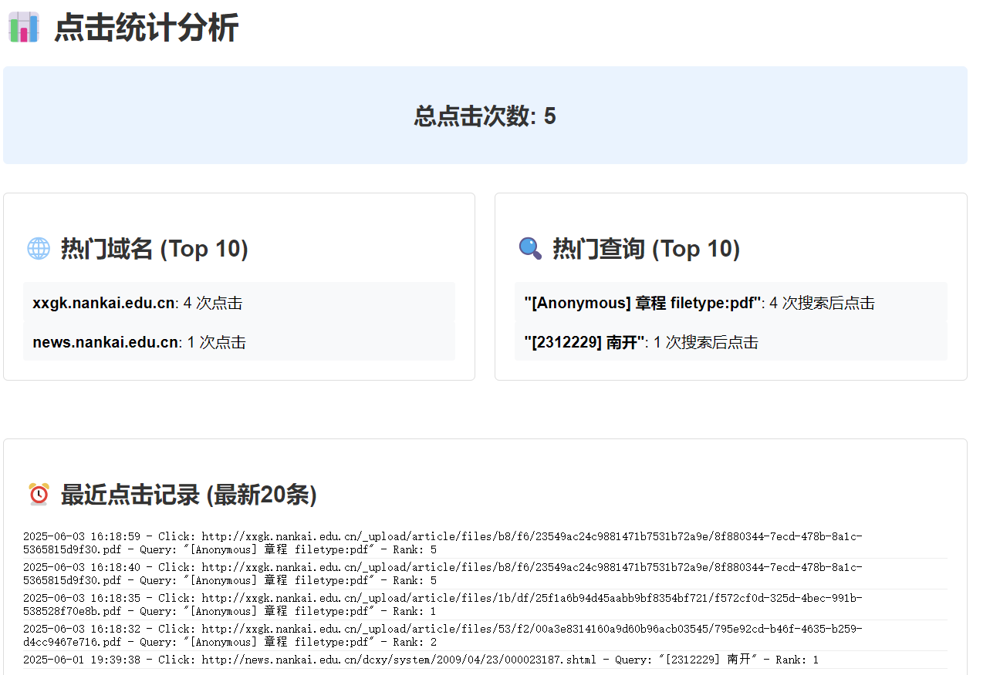 点击统计分析
总点击次数: 5
热门域名 (Top 10)
xxgk.nankai.edu.cn: 4 次点击
news.nankai.edu.cn: 1 次点击
热门查询 (Top 10)
"[Anonymous] 章程 filetype:pdf": 4 次搜索后点击
"[2312229] 南开": 1 次搜索后点击
最近点击记录 (最新20条)
2025-06-03 16:18:59 - Click: http://xxgk.nankai.edu.cn/_upload/article/files/b8/f6/23549ac24c9881471b7531b72a9e/8f880344-7ecd-478b-8a1c-
5365815d9f30.pdf - Query: "[Anonymous] 章程 filetype:pdf" - Rank: 5
2025-06-03 16:18:40 - Click: http://xxgk.nankai.edu.cn/_upload/article/files/b8/f6/23549ac24c9881471b7531b72a9e/8f880344-7ecd-478b-8a1c-
5365815d9f30.pdf - Query: "[Anonymous] 章程 filetype:pdf" - Rank: 5
2025-06-03 16:18:35 - Click: http://xxgk.nankai.edu.cn/_upload/article/files/1b/df/25f1a6b94d45aabb9bf8354bf721/f572cf0d-325d-4bec-991b-
538528f70e8b.pdf - Query: "[Anonymous] 章程 filetype:pdf" - Rank: 1
2025-06-03 16:18:32 - Click: http://xxgk.nankai.edu.cn/_upload/article/files/53/f2/00a3e8314160a9d60b96acb03545/795e92cd-b46f-4635-b259-
d4cc9467e716.pdf - Query: "[Anonymous] 章程 filetype:pdf" - Rank: 2
2025-06-01 19:39:38 - Click: http://news.nankai.edu.cn/dcxy/system/2009/04/23/000023187.shtml - Query: "[2312229] 南开" - Rank: 1